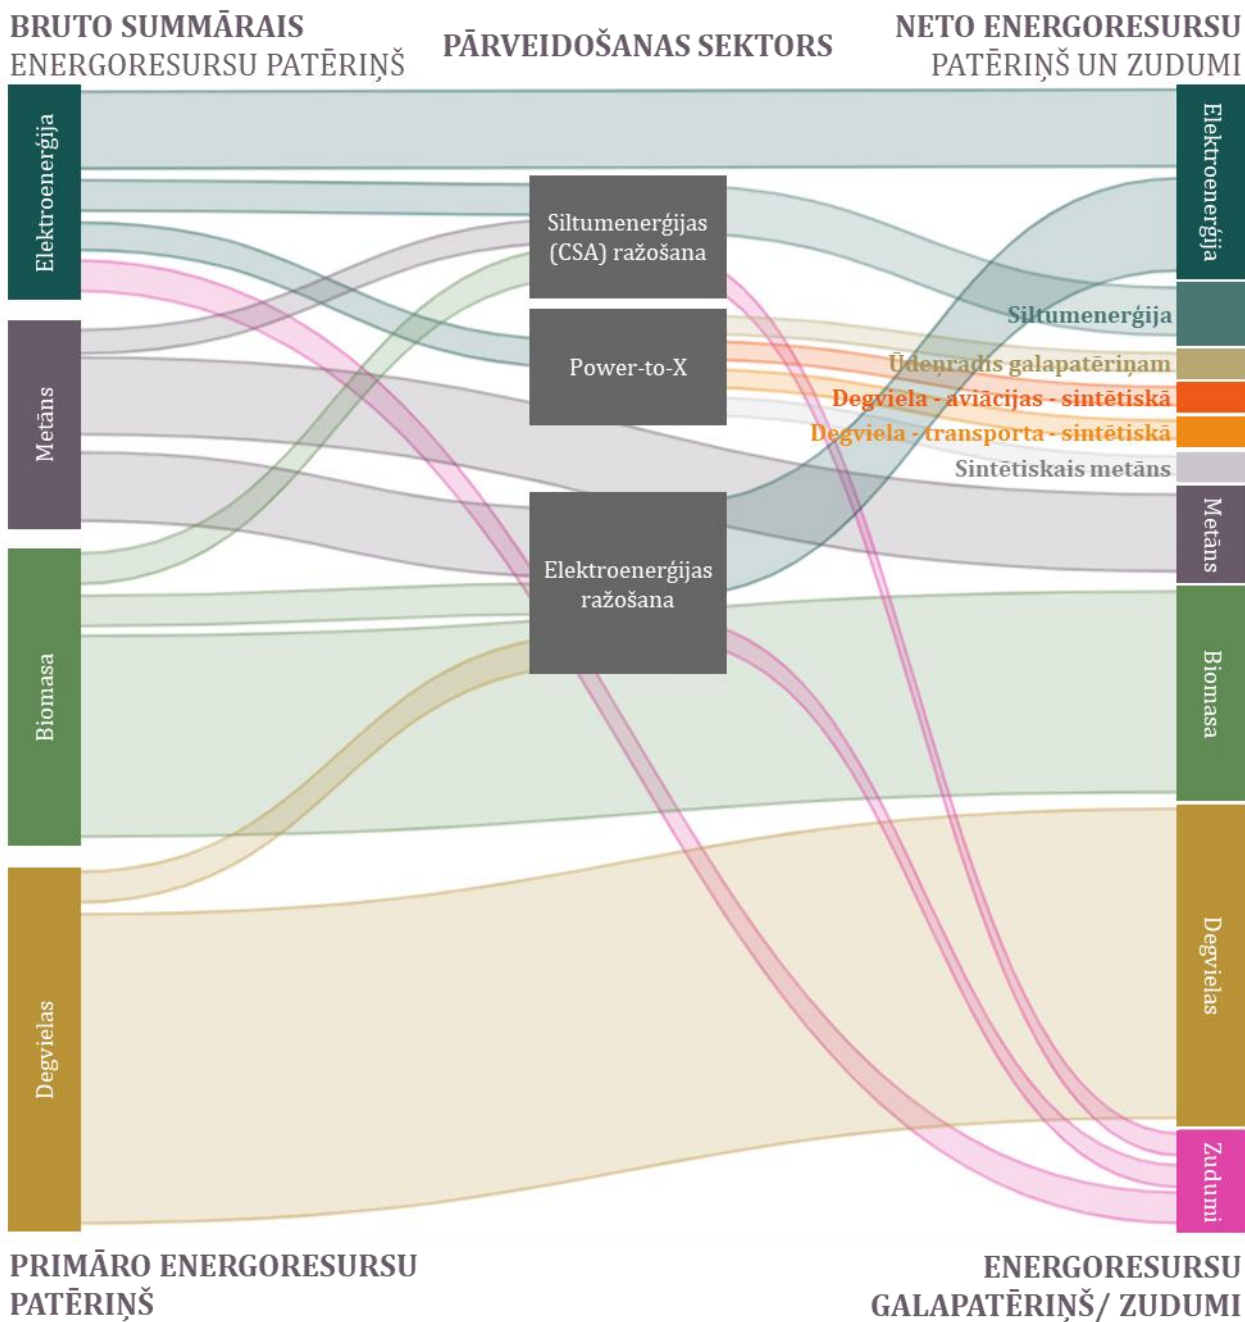 BRUTO SUMMĀRAIS
ENERGORESURSU PATĒRIŅŠ
PĀRVEIDOŠANAS SEKTORS
NETO ENERGORESURSU
PATĒRIŅŠ UN ZUDUMI
Elektroenerģija
Metāns
Biomasa
Degvielas
Siltumenerģijas
(CSA) ražošana
Power-to-X
Elektroenerģijas
ražošana
Elektroenerģija
Siltumenerģija
Ūdeņradis galapatēriņam
Degviela - aviācijas - sintētiskā
Degviela - transporta - sintētiskā
Sintētiskais metāns
Metāns
Biomasa
Degvielas
Zudumi
PRIMĀRO ENERGORESURSU
PATĒRIŅŠ
ENERGORESURSU
GALAPATĒRIŅŠ/ ZUDUMI